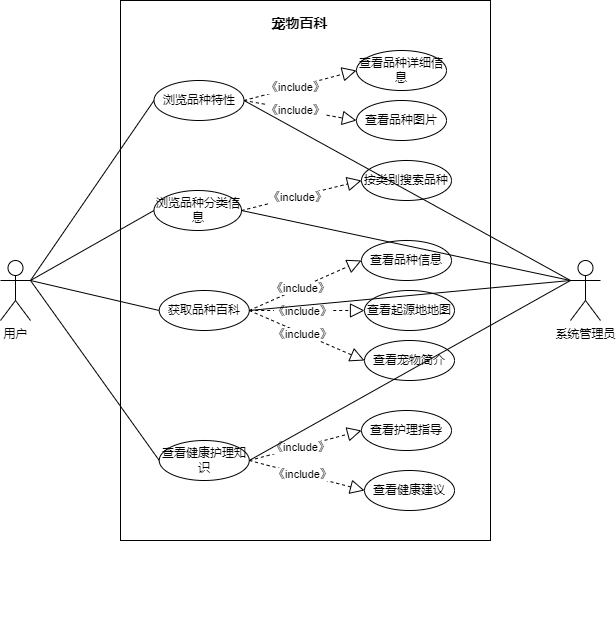 宠物百科
查看品种详细信
息
《include》
浏览品种特性
《include》
查看品种图片
按类别搜索品种
《include》
浏览品种分类信
息
查看品种信息
《include》
获取品种百科
《include》
查看起源地地图
《include》
查看宠物简介
用户
系统管理员
查看护理指导
《include》
查看健康护理知
识
《include》
查看健康建议